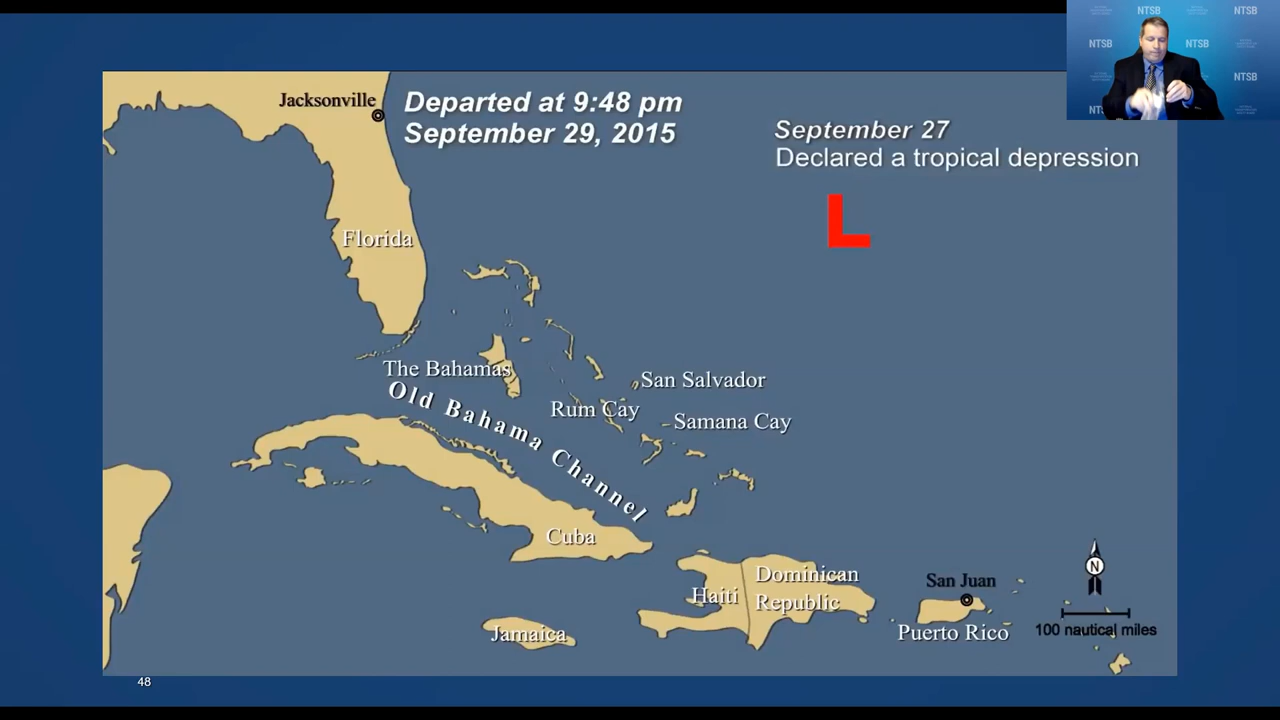 NTSB
NTSB
NTSB
NTSB
NTSB
Jacksonville
Departed at 9:48 pm
September 29, 2015
September 27
Declared a tropical depression
L
Florida
The Bahamas
San Salvador
Old Bahama Channel
Rum Cay
Samana Cay
Cuba
Dominican
Republic
Haiti
San Juan
N
Jamaica
Puerto Rico
100 nautical miles
48